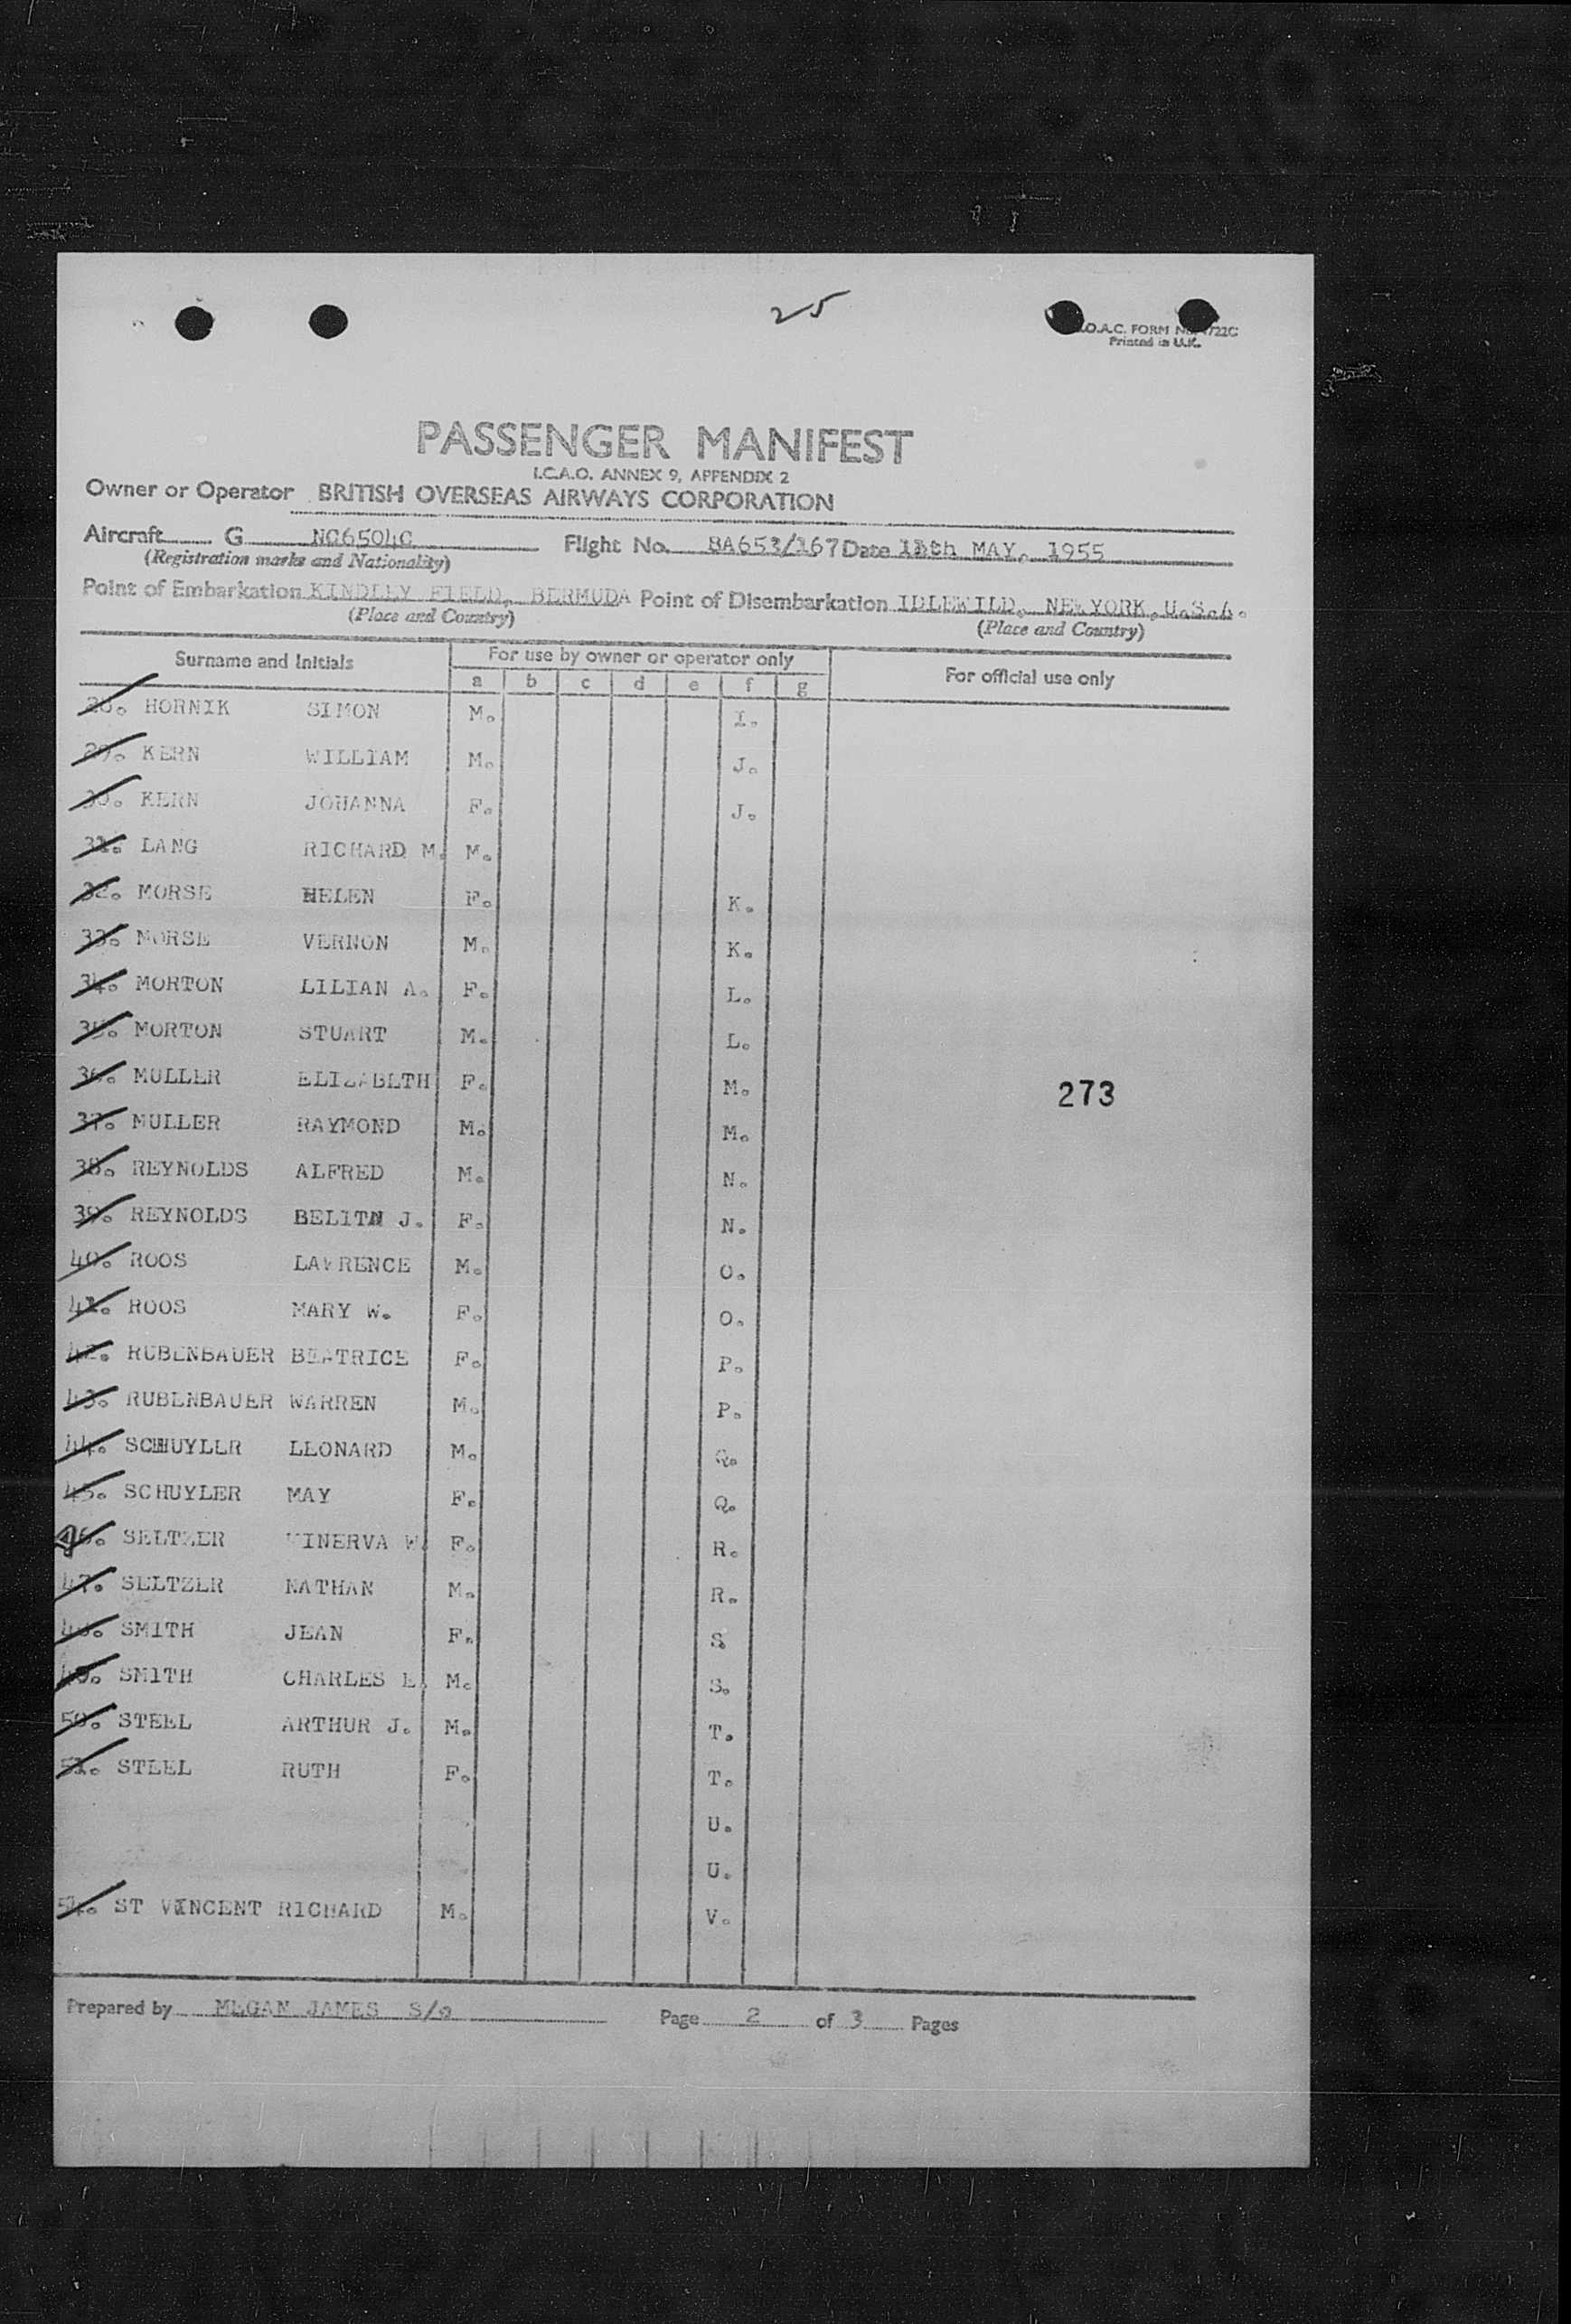 25
.O.A.C. FORM No. 1722C
Printed in U.K.
PASSENGER MANIFEST
I.C.A.O. ANNEX 9, APPENDIX 2
Owner or Operator BRITISH OVERSEAS AIRWAYS CORPORATION
Aircraft G NC6504C Flight No. BA653/167 Date MAY, 1955
(Registration marks and Nationality)
Point of Embarkation KINDLEY FIELD, BERMUDA Point of Disembarkation IDLEWILD, NEWYORK, U.S.A.
(Place and Country) (Place and Country)
Surname and Initials For use by owner or operator only For official use only
a b c d e f g
28. HORNIK SIMON M. I.
29. KERN WILLIAM M. J.
30. KERN JOHANNA F. J.
31. LANG RICHARD M. M.
32. MORSE HELEN F. K.
33. MORSE VERNON M. K.
34. MORTON LILIAN A. F. L.
35. MORTON STUART M. L.
36. MULLER ELIZABETH F. M.
273
37. MULLER RAYMOND M. M.
38. REYNOLDS ALFRED M. N.
39. REYNOLDS J. F. N.
40. ROOS LAWRENCE M. O.
41. ROOS MARY W. F. O.
42. RUBENBAUER BEATRICE F. P.
43. RUBENBAUER WARREN M. P.
44. SCHUYLER LEONARD M. Q.
45. SCHUYLER MAY F. Q.
46. SELTZER MINERVA W. F. R.
47. SELTZER NATHAN M. R.
48. SMITH JEAN F. S
49. SMITH CHARLES E. M. S.
50. STEEL ARTHUR J. M. T.
51. STEEL RUTH F. T.
U.
U.
54. ST VINCENT RICHARD M. V.
Prepared by MEGAN JAMES S/o Page 2 of 3 Pages